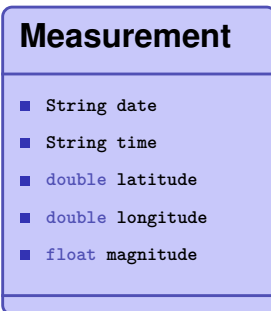 Measurement
String date
String time
double latitude
double longitude
float magnitude